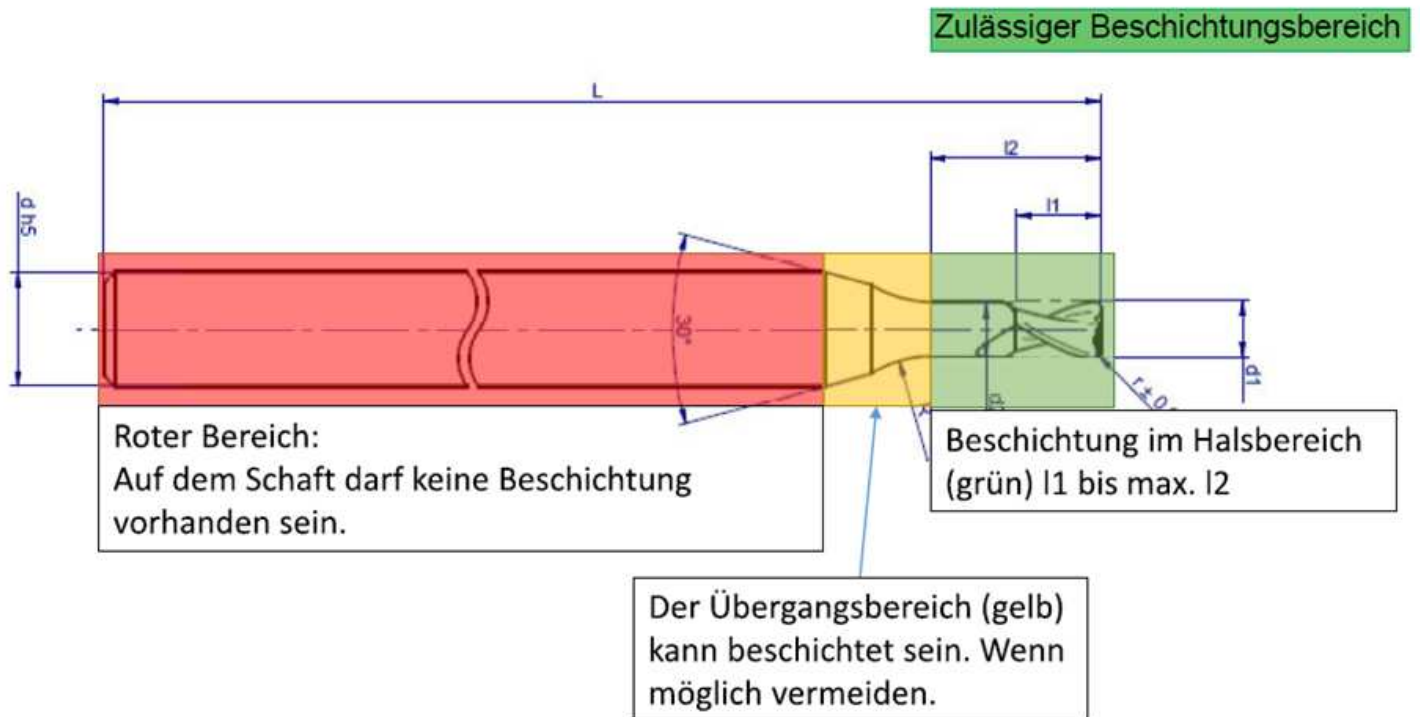 Zulässiger Beschichtungsbereich
L
l2
l1
d h5
30°
d1
r ± 0
Roter Bereich:
Auf dem Schaft darf keine Beschichtung
vorhanden sein.
Beschichtung im Halsbereich
(grün) l1 bis max. l2
Der Übergangsbereich (gelb)
kann beschichtet sein. Wenn
möglich vermeiden.